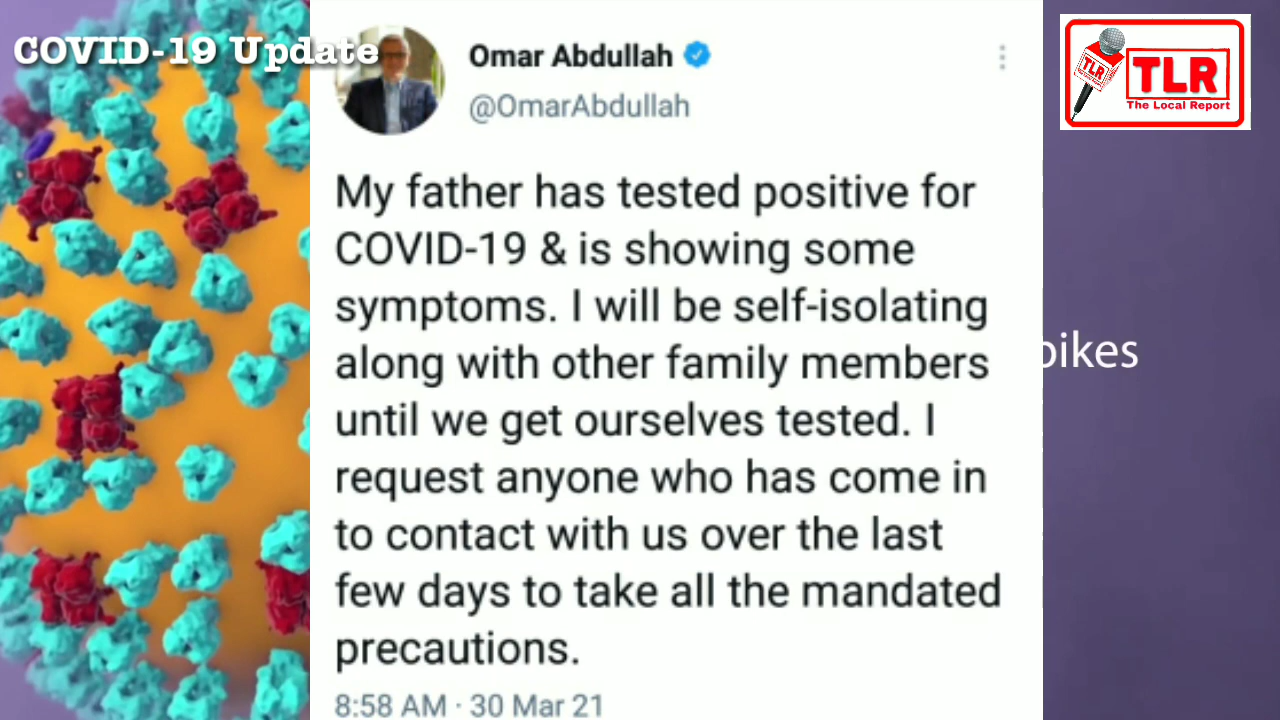 COVID-19 Update
Omar Abdullah
@OmarAbdullah
My father has tested positive for
COVID-19 & is showing some
symptoms. I will be self-isolating
along with other family members
until we get ourselves tested. I
request anyone who has come in
to contact with us over the last
few days to take all the mandated
precautions.
8:58 AM · 30 Mar 21
TLR
TLR
The Local Report